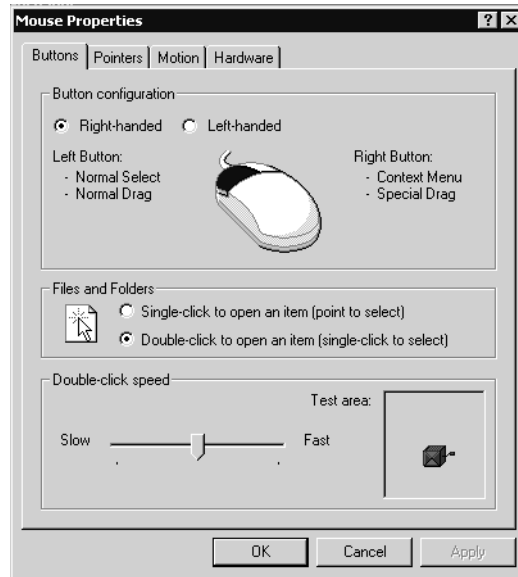 Mouse Properties
Buttons Pointers Motion Hardware
Button configuration
Right-handed Left-handed
Left Button: Right Button:
- Normal Select - Context Menu
- Normal Drag - Special Drag
Files and Folders
Single-click to open an item (point to select)
Double-click to open an item (single-click to select)
Double-click speed
Test area:
Slow Fast
OK Cancel Apply